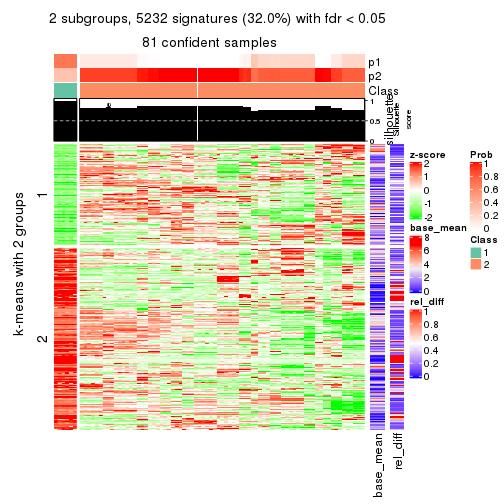 2 subgroups, 5232 signatures (32.0%) with fdr < 0.05
81 confident samples
p1
p2
Class
1
0.5
0
silhouette
Silhouette
score
k-means with 2 groups
1
2
base_mean
rel_diff
z-score
2
1
0
-1
-2
base_mean
8
6
4
2
0
rel_diff
1
0.8
0.6
0.4
0.2
0
Prob
1
0.8
0.6
0.4
0.2
0
Class
1
2